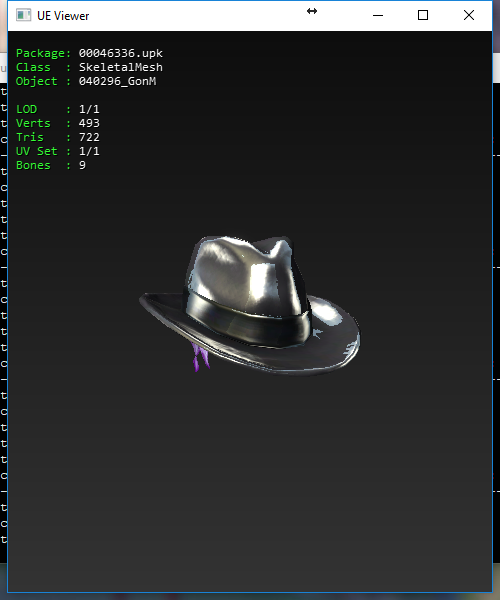 UE Viewer
Package: 00046336.upk
Class : SkeletalMesh
Object : 040296_GonM
LOD : 1/1
Verts : 493
Tris : 722
UV Set : 1/1
Bones : 9